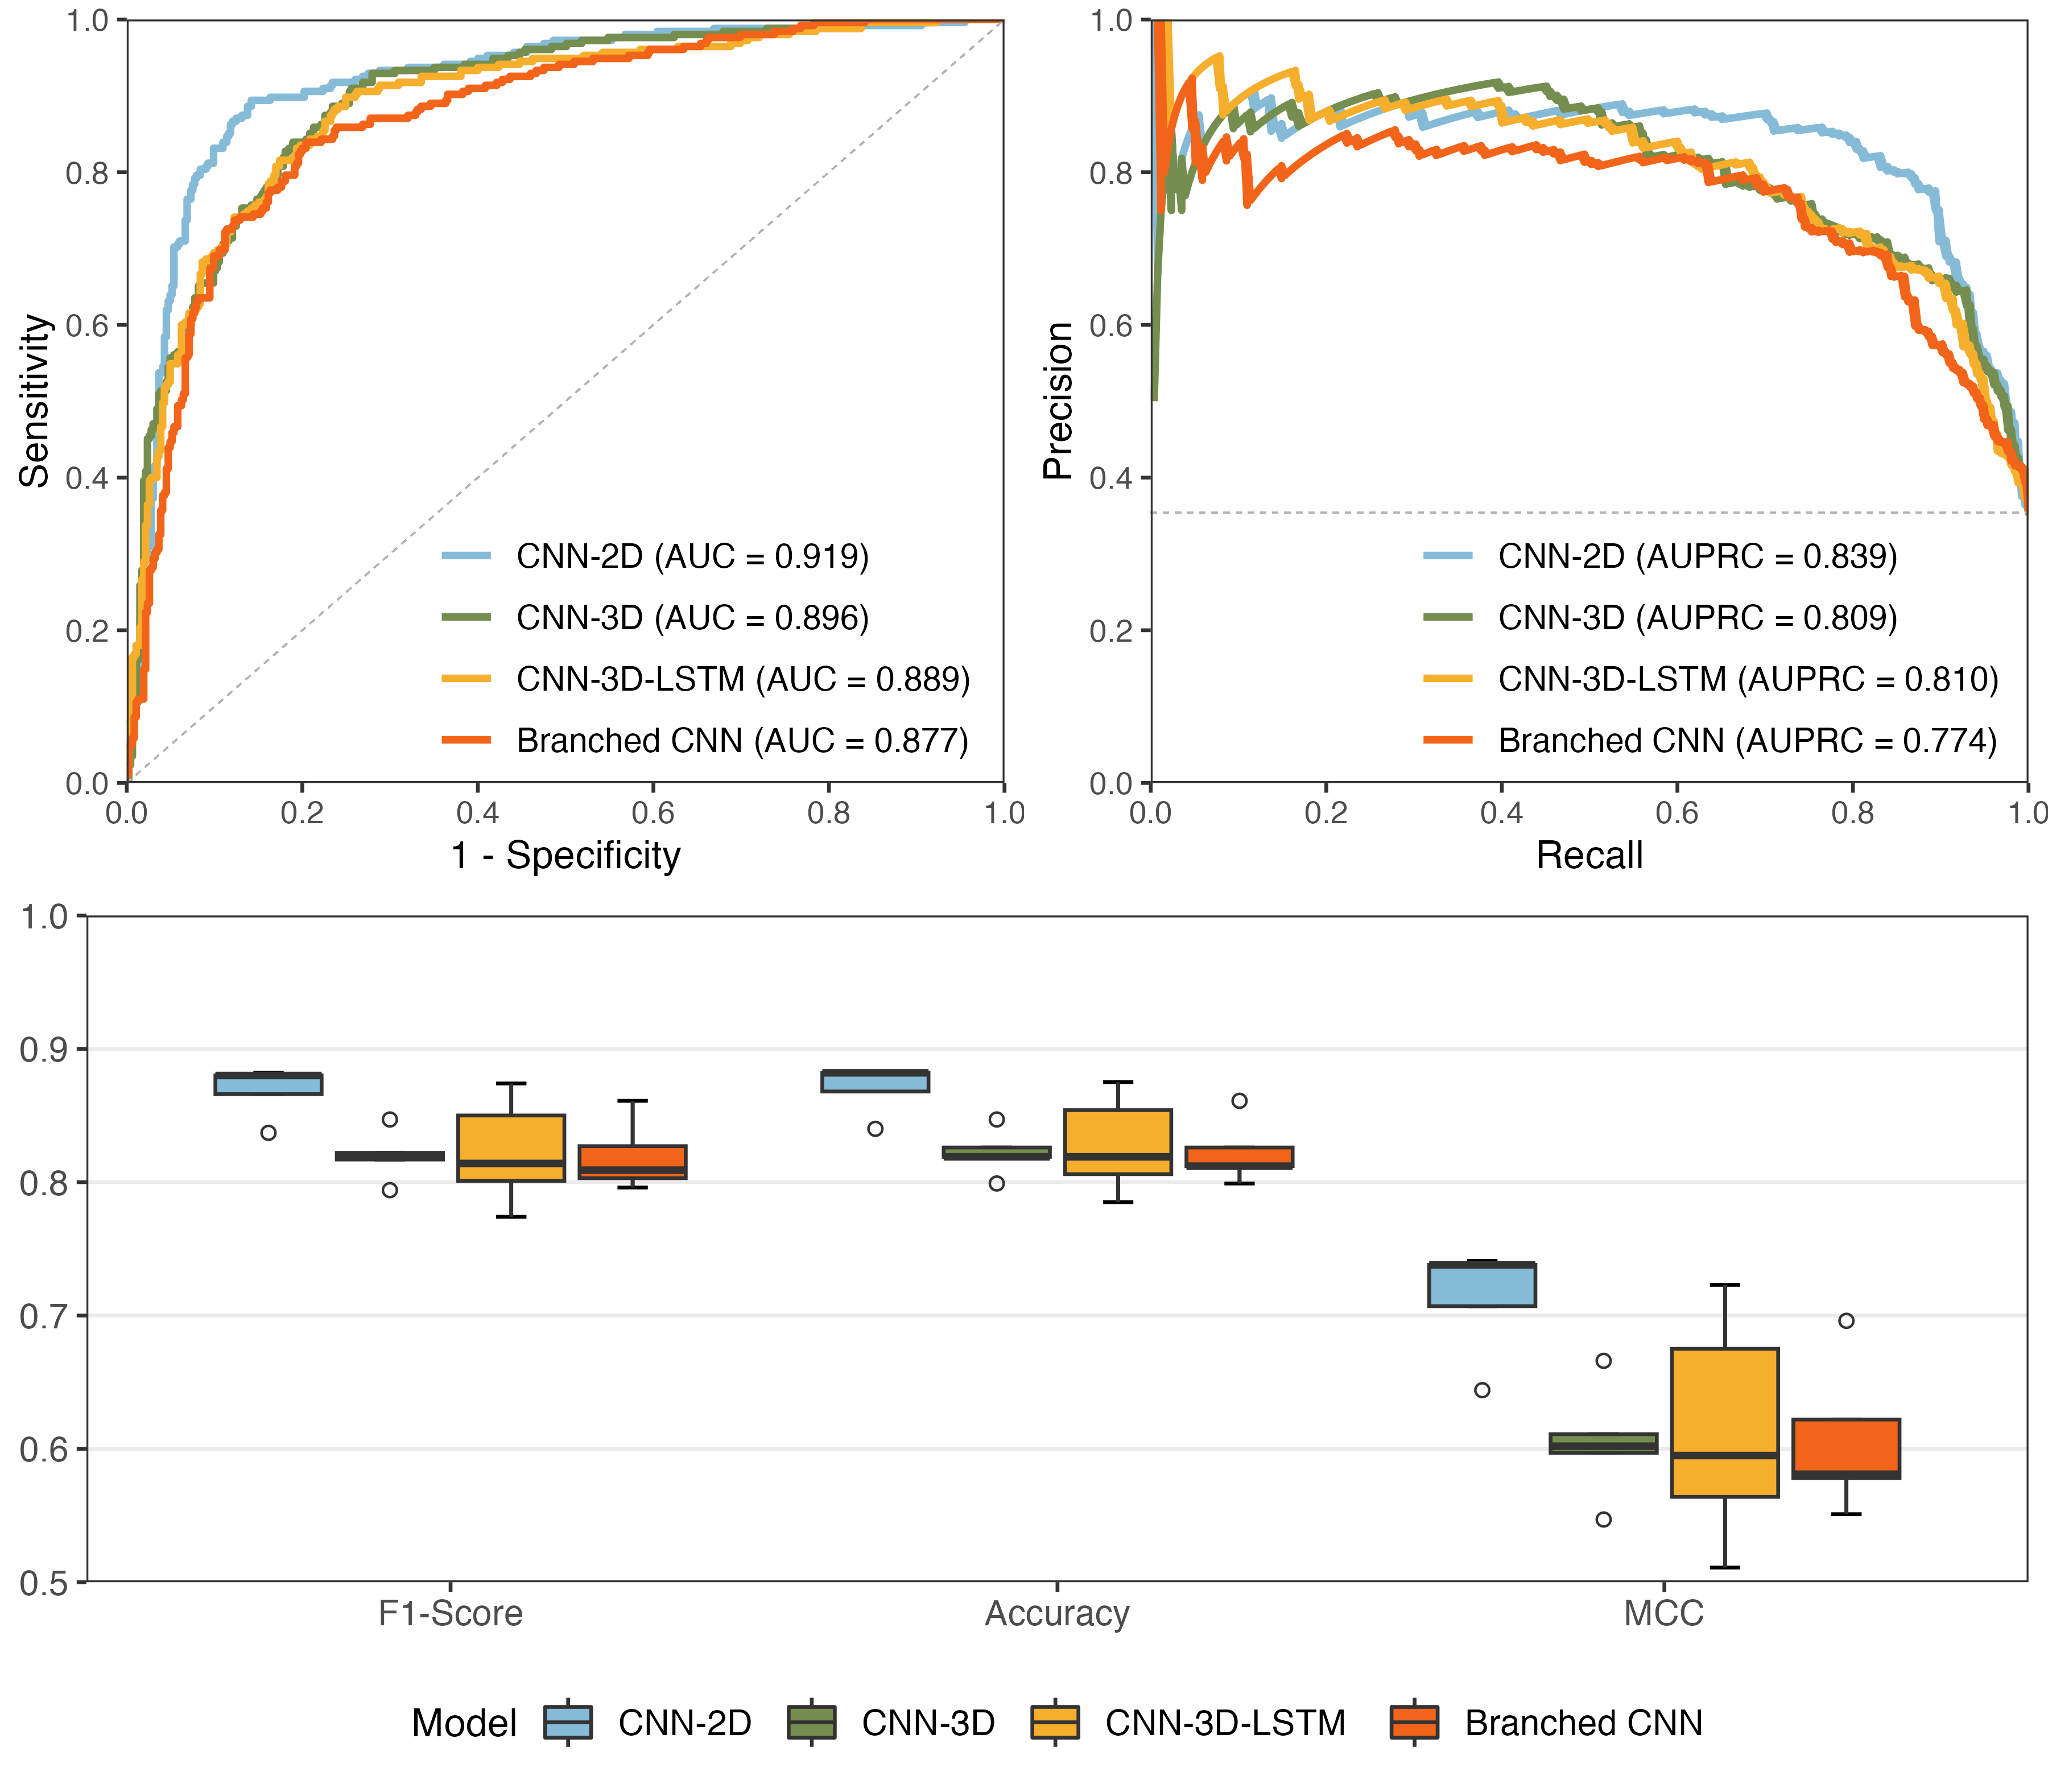 1.0
0.8
0.6
0.4
0.2
0.0
Sensitivity
CNN-2D (AUC = 0.919)
CNN-3D (AUC = 0.896)
CNN-3D-LSTM (AUC = 0.889)
Branched CNN (AUC = 0.877)
0.0 0.2 0.4 0.6 0.8 1.0
1 - Specificity
1.0
0.8
0.6
0.4
0.2
0.0
Precision
CNN-2D (AUPRC = 0.839)
CNN-3D (AUPRC = 0.809)
CNN-3D-LSTM (AUPRC = 0.810)
Branched CNN (AUPRC = 0.774)
0.0 0.2 0.4 0.6 0.8 1.0
Recall
1.0
0.9
0.8
0.7
0.6
0.5
F1-Score Accuracy MCC
Model CNN-2D CNN-3D CNN-3D-LSTM Branched CNN